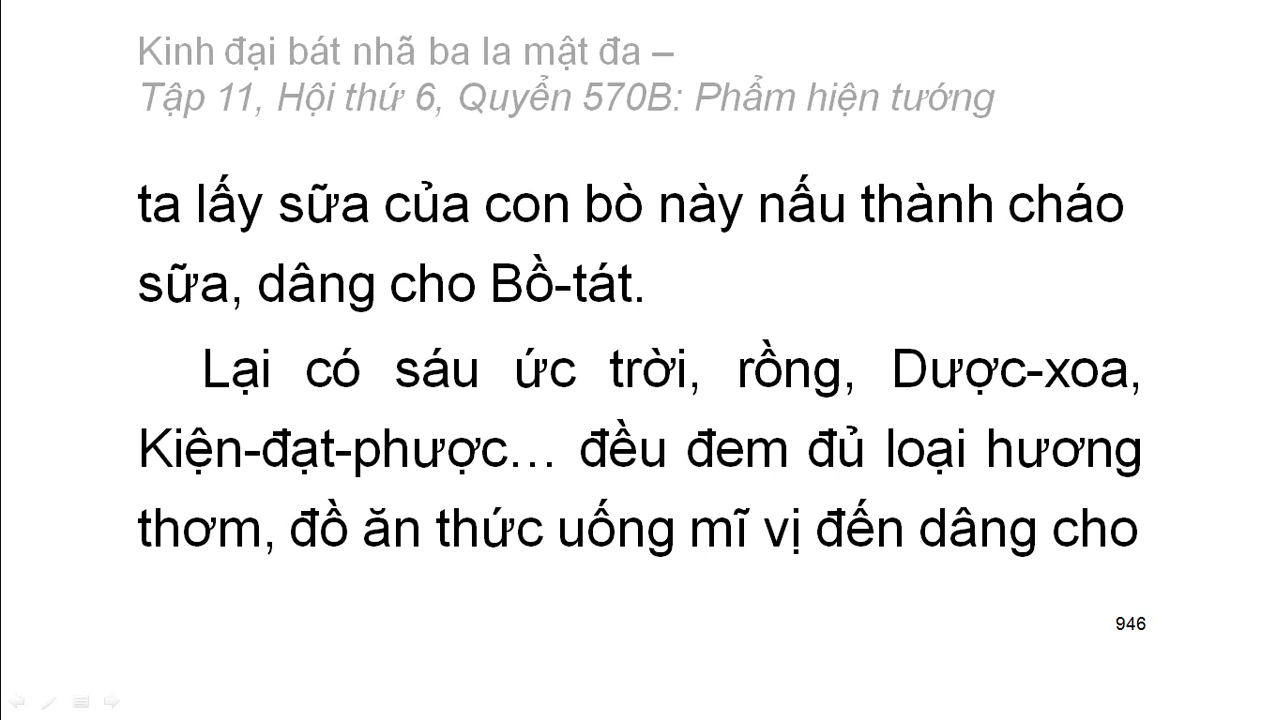 Kinh đại bát nhã ba la mật đa –
Tập 11, Hội thứ 6, Quyển 570B: Phẩm hiện tướng
ta lấy sữa của con bò này nấu thành cháo
sữa, dâng cho Bồ-tát.
Lại có sáu ức trời, rồng, Dược-xoa,
Kiện-đạt-phược… đều đem đủ loại hương
thơm, đồ ăn thức uống mĩ vị đến dâng cho
946